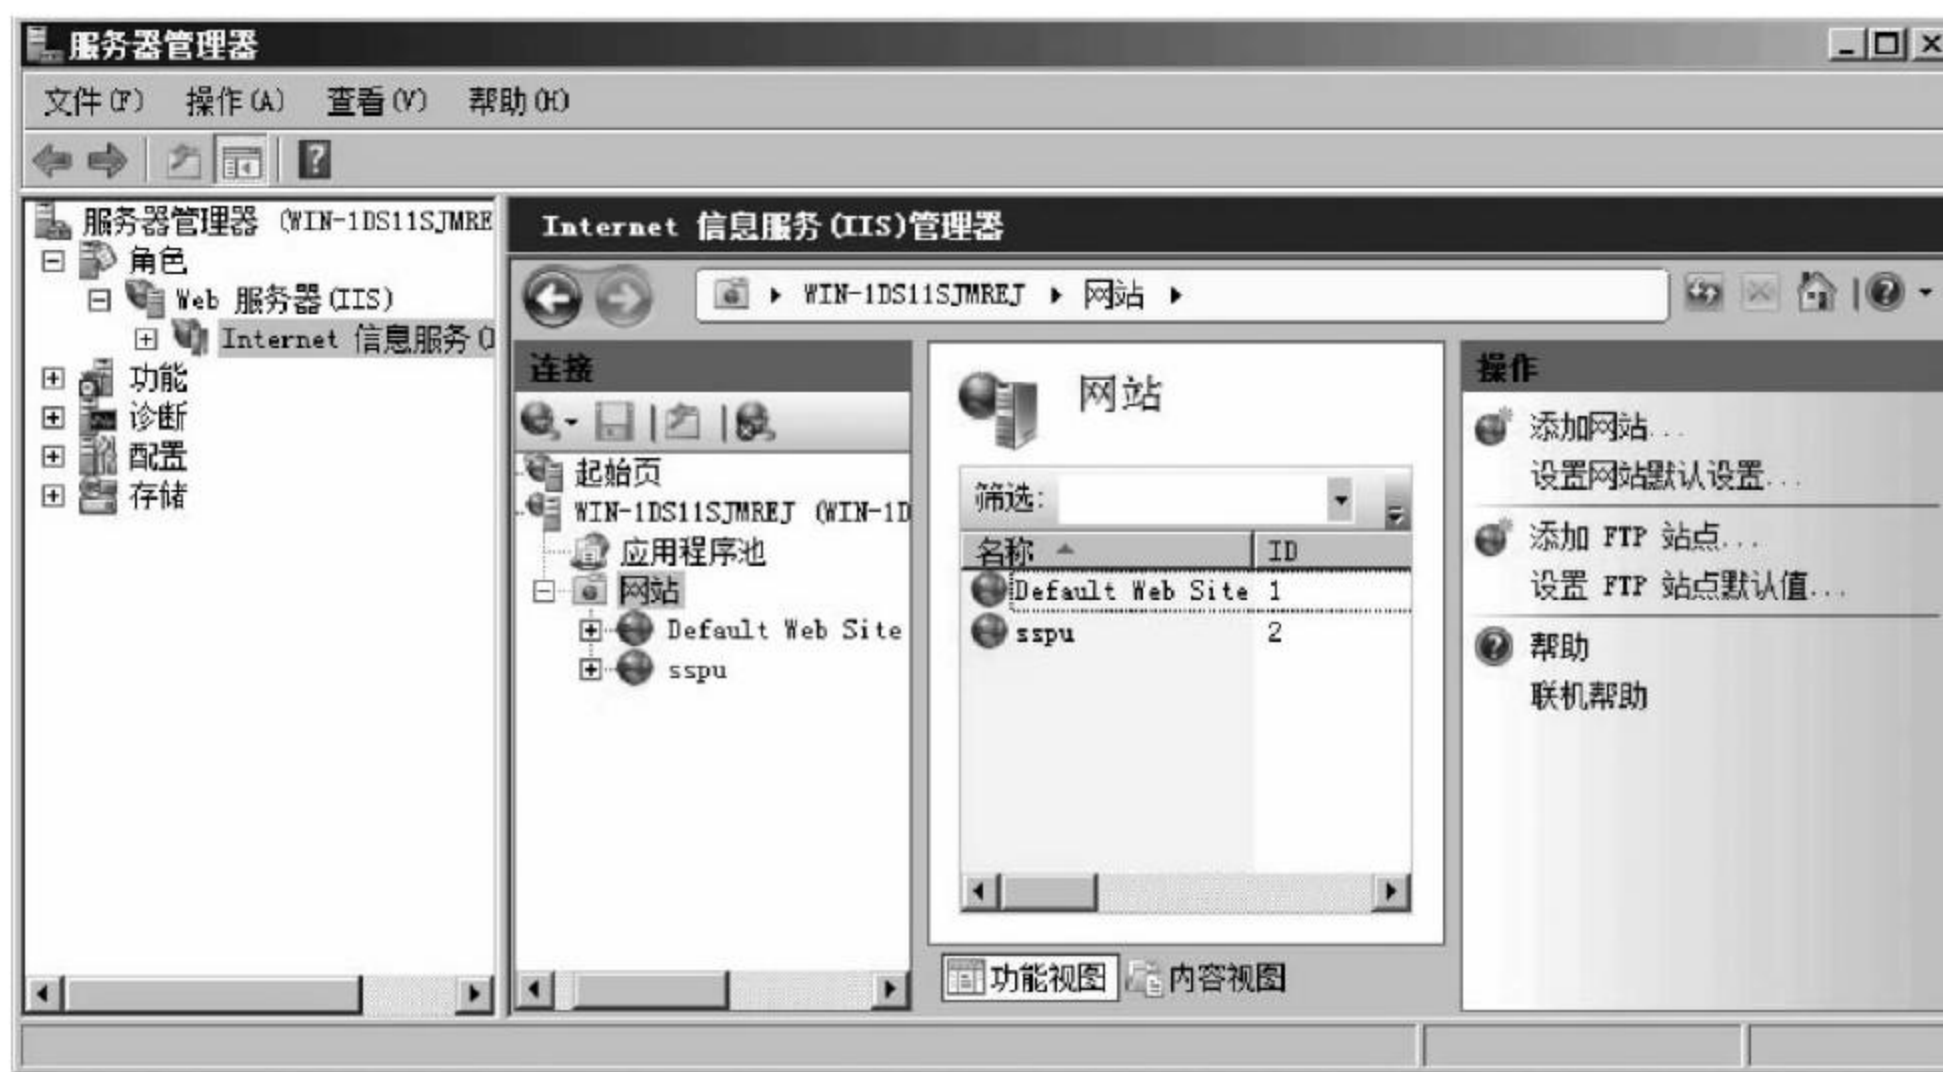 服务器管理器
文件(F) 操作(A) 查看(V) 帮助(H)
服务器管理器 (WIN-1DS11SJMRE
角色
Web 服务器(IIS)
Internet 信息服务(I
功能
诊断
配置
存储
Internet 信息服务(IIS)管理器
WIN-1DS11SJMREJ 网站
连接
起始页
WIN-1DS11SJMREJ (WIN-1D
应用程序池
网站
Default Web Site
sspu
网站
筛选:
名称 ID
Default Web Site 1
sspu 2
功能视图 内容视图
操作
添加网站...
设置网站默认设置...
添加 FTP 站点...
设置 FTP 站点默认值...
帮助
联机帮助